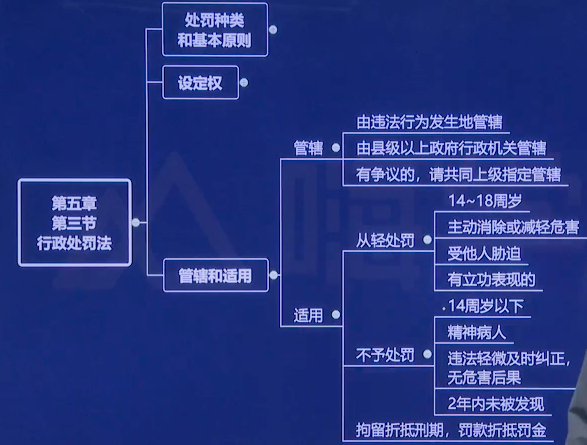 处罚种类
和基本原则
设定权
由违法行为发生地管辖
管辖
由县级以上政府行政机关管辖
有争议的，请共同上级指定管辖
第五章
第三节
行政处罚法
14~18周岁
主动消除或减轻危害
从轻处罚
受他人胁迫
有立功表现的
管辖和适用
适用
14周岁以下
精神病人
不予处罚
违法轻微及时纠正，
无危害后果
2年内未被发现
拘留折抵刑期，罚款折抵罚金